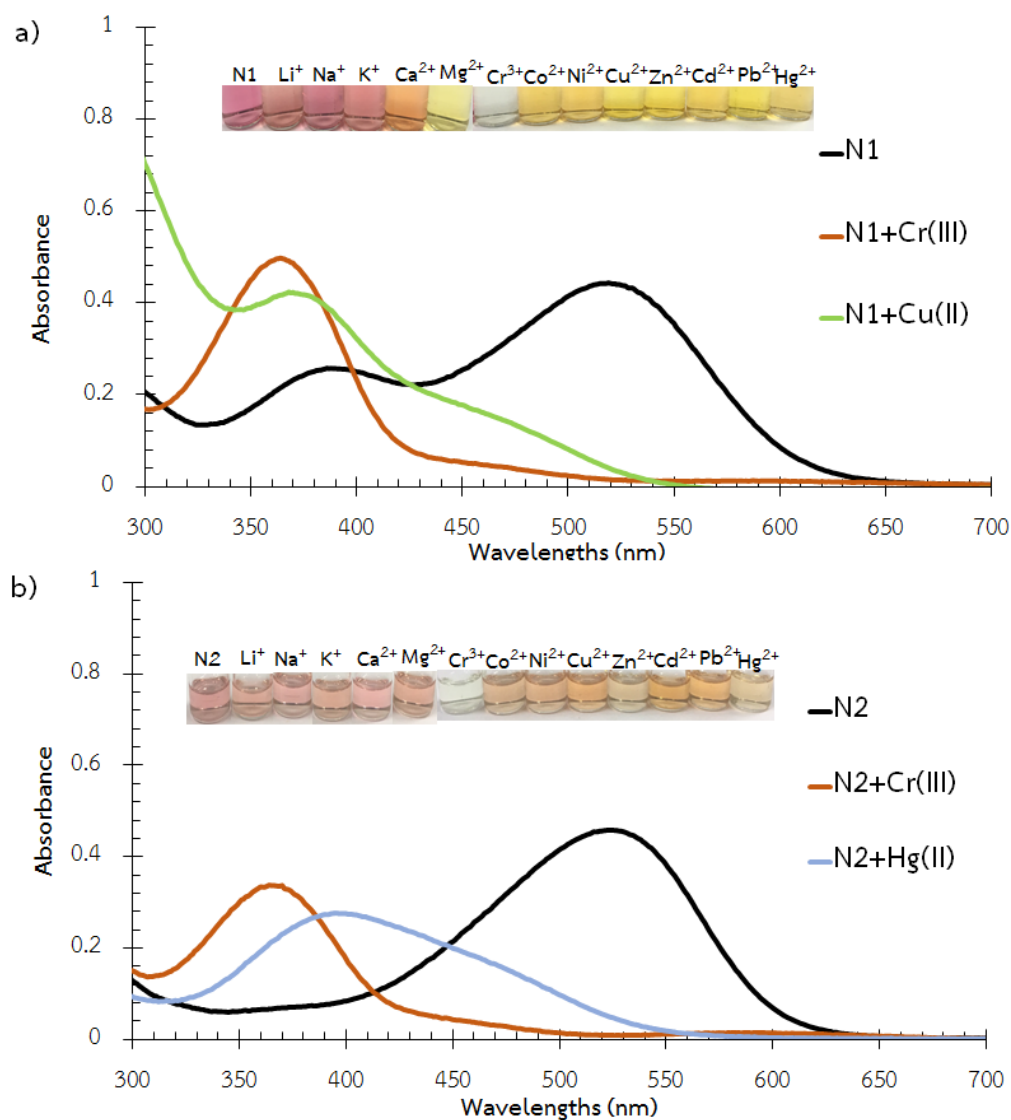 a)
1
N1 Li⁺ Na⁺ K⁺ Ca²⁺ Mg²⁺ Cr³⁺ Co²⁺ Ni²⁺ Cu²⁺ Zn²⁺ Cd²⁺ Pb²⁺ Hg²⁺
0.8
N1
0.6
N1+Cr(III)
Absorbance
0.4
N1+Cu(II)
0.2
0
300 350 400 450 500 550 600 650 700
Wavelengths (nm)
b)
1
N2 Li⁺ Na⁺ K⁺ Ca²⁺ Mg²⁺ Cr³⁺ Co²⁺ Ni²⁺ Cu²⁺ Zn²⁺ Cd²⁺ Pb²⁺ Hg²⁺
0.8
N2
0.6
N2+Cr(III)
Absorbance
0.4
N2+Hg(II)
0.2
0
300 350 400 450 500 550 600 650 700
Wavelengths (nm)